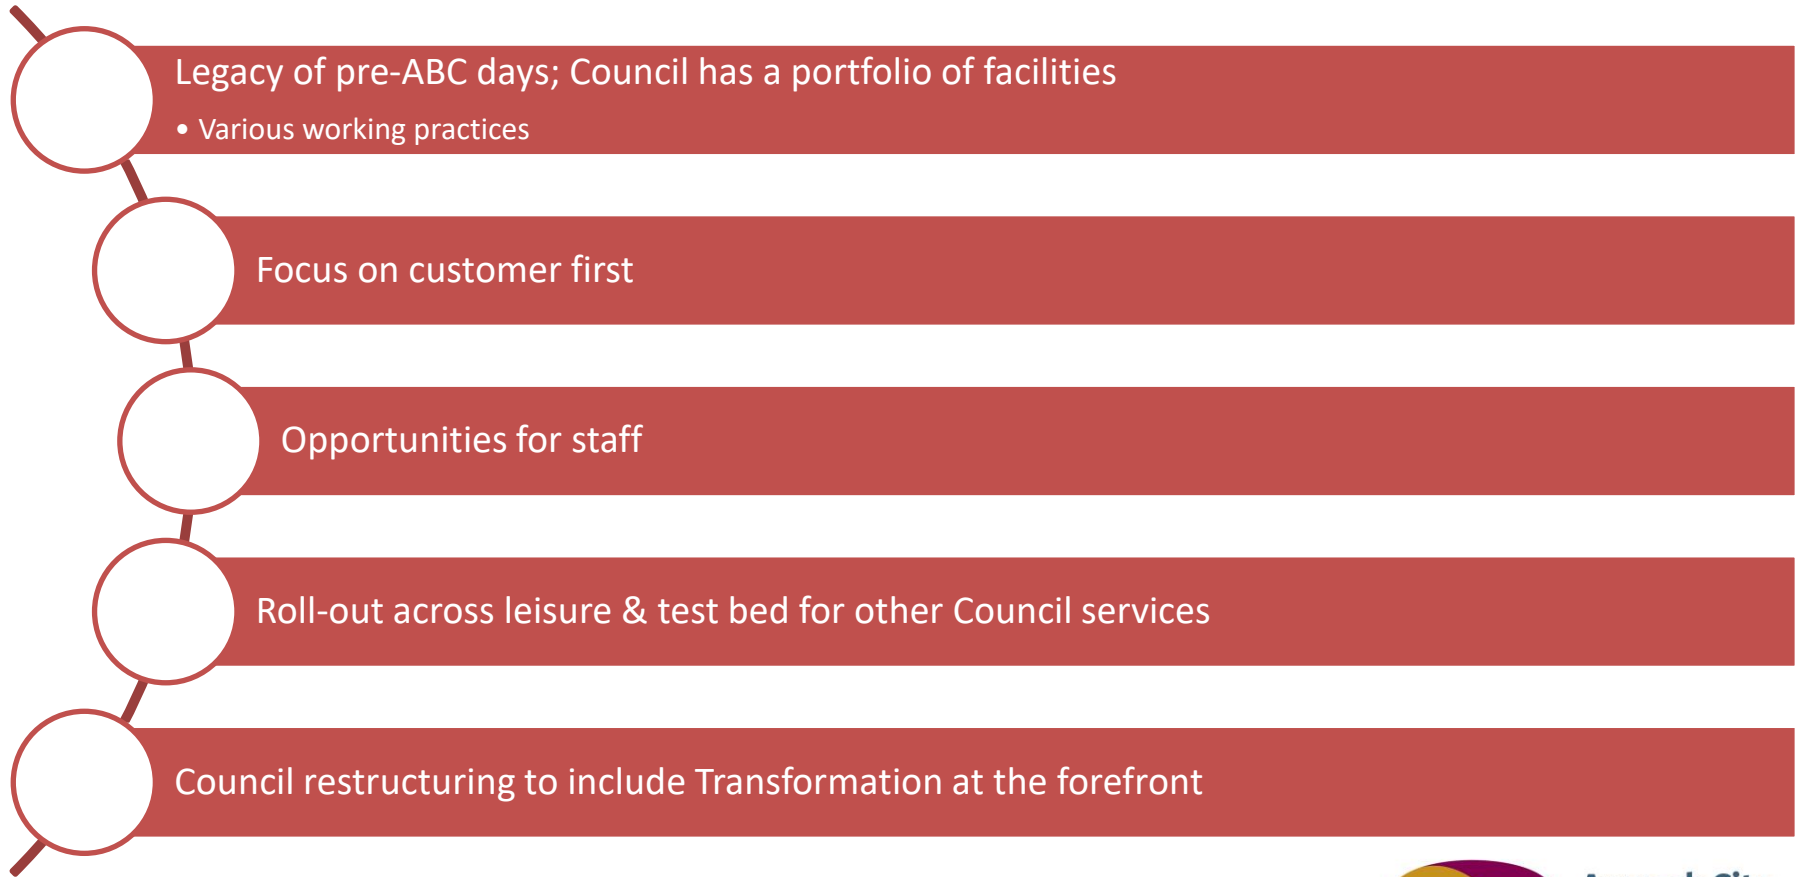 Legacy of pre-ABC days; Council has a portfolio of facilities
• Various working practices
Focus on customer first
Opportunities for staff
Roll-out across leisure & test bed for other Council services
Council restructuring to include Transformation at the forefront